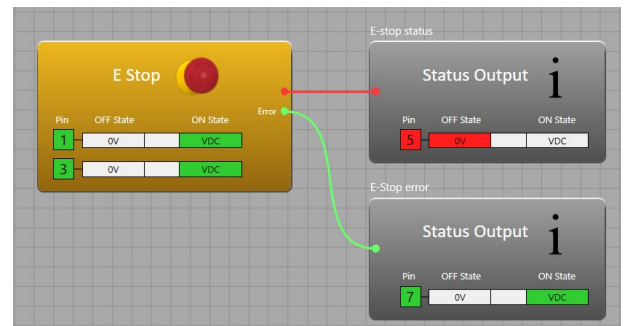 E Stop
Error
Pin OFF State ON State
1 0V VDC
3 0V VDC
E-stop status
Status Output i
Pin OFF State ON State
5 0V VDC
E-Stop error
Status Output i
Pin OFF State ON State
7 0V VDC